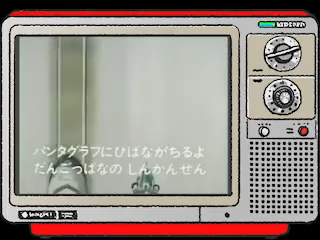 パンタグラフにひばながちるよ
だんごっぱなの しんかんせん